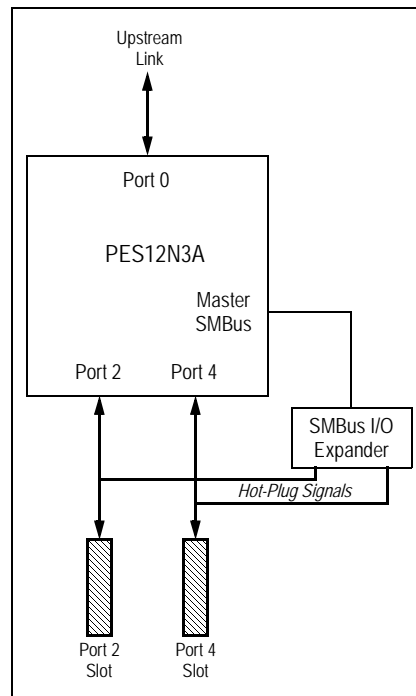 Upstream
Link
Port 0
PES12N3A
Master
SMBus
Port 2
Port 4
SMBus I/O
Expander
Hot-Plug Signals
Port 2
Slot
Port 4
Slot